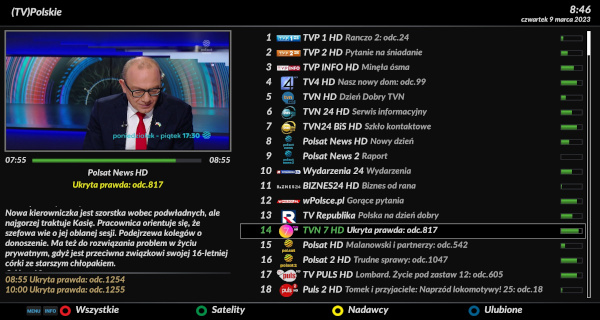 (TV)Polskie
8:46
czwartek 9 marca 2023
poniedziałek - piątek 17:30
07:55
08:55
Polsat News HD
Ukryta prawda: odc.817
Nowa kierowniczka jest szorstka wobec podwładnych, ale
najgorzej traktuje Kasię. Pracownica orientuje się, że
szefowa wie o jej oblanej sesji. Podejrzewa kolegów o
donoszenie. Ma też do rozwiązania problem w życiu
prywatnym, gdyż jest przeciwna związkowi swojej 16-letniej
córki ze starszym chłopakiem.
08:55 Ukryta prawda: odc.1254
10:00 Ukryta prawda: odc.1255
1 TVP 1 HD Ranczo 2: odc.24
2 TVP 2 HD Pytanie na śniadanie
3 TVP INFO HD Minęła ósma
4 TV4 HD Nasz nowy dom: odc.99
5 TVN HD Dzień Dobry TVN
6 TVN 24 HD Serwis informacyjny
7 TVN24 BiS HD Szkło kontaktowe
8 Polsat News HD Nowy dzień
9 Polsat News 2 Raport
10 Wydarzenia 24 Wydarzenia
11 BIZNES24 HD Biznes od rana
12 wPolsce.pl Gorące pytania
13 TV Republika Polska na dzień dobry
14 TVN 7 HD Ukryta prawda: odc.817
15 Polsat HD Malanowski i partnerzy: odc.542
16 Polsat 2 HD Trudne sprawy: odc.1047
17 TV PULS HD Lombard. Życie pod zastaw 12: odc.605
18 Puls 2 HD Tomek i przyjaciele: Naprzód lokomotywy! 25: odc.18
MENU INFO Wszystkie Satelity Nadawcy Ulubione